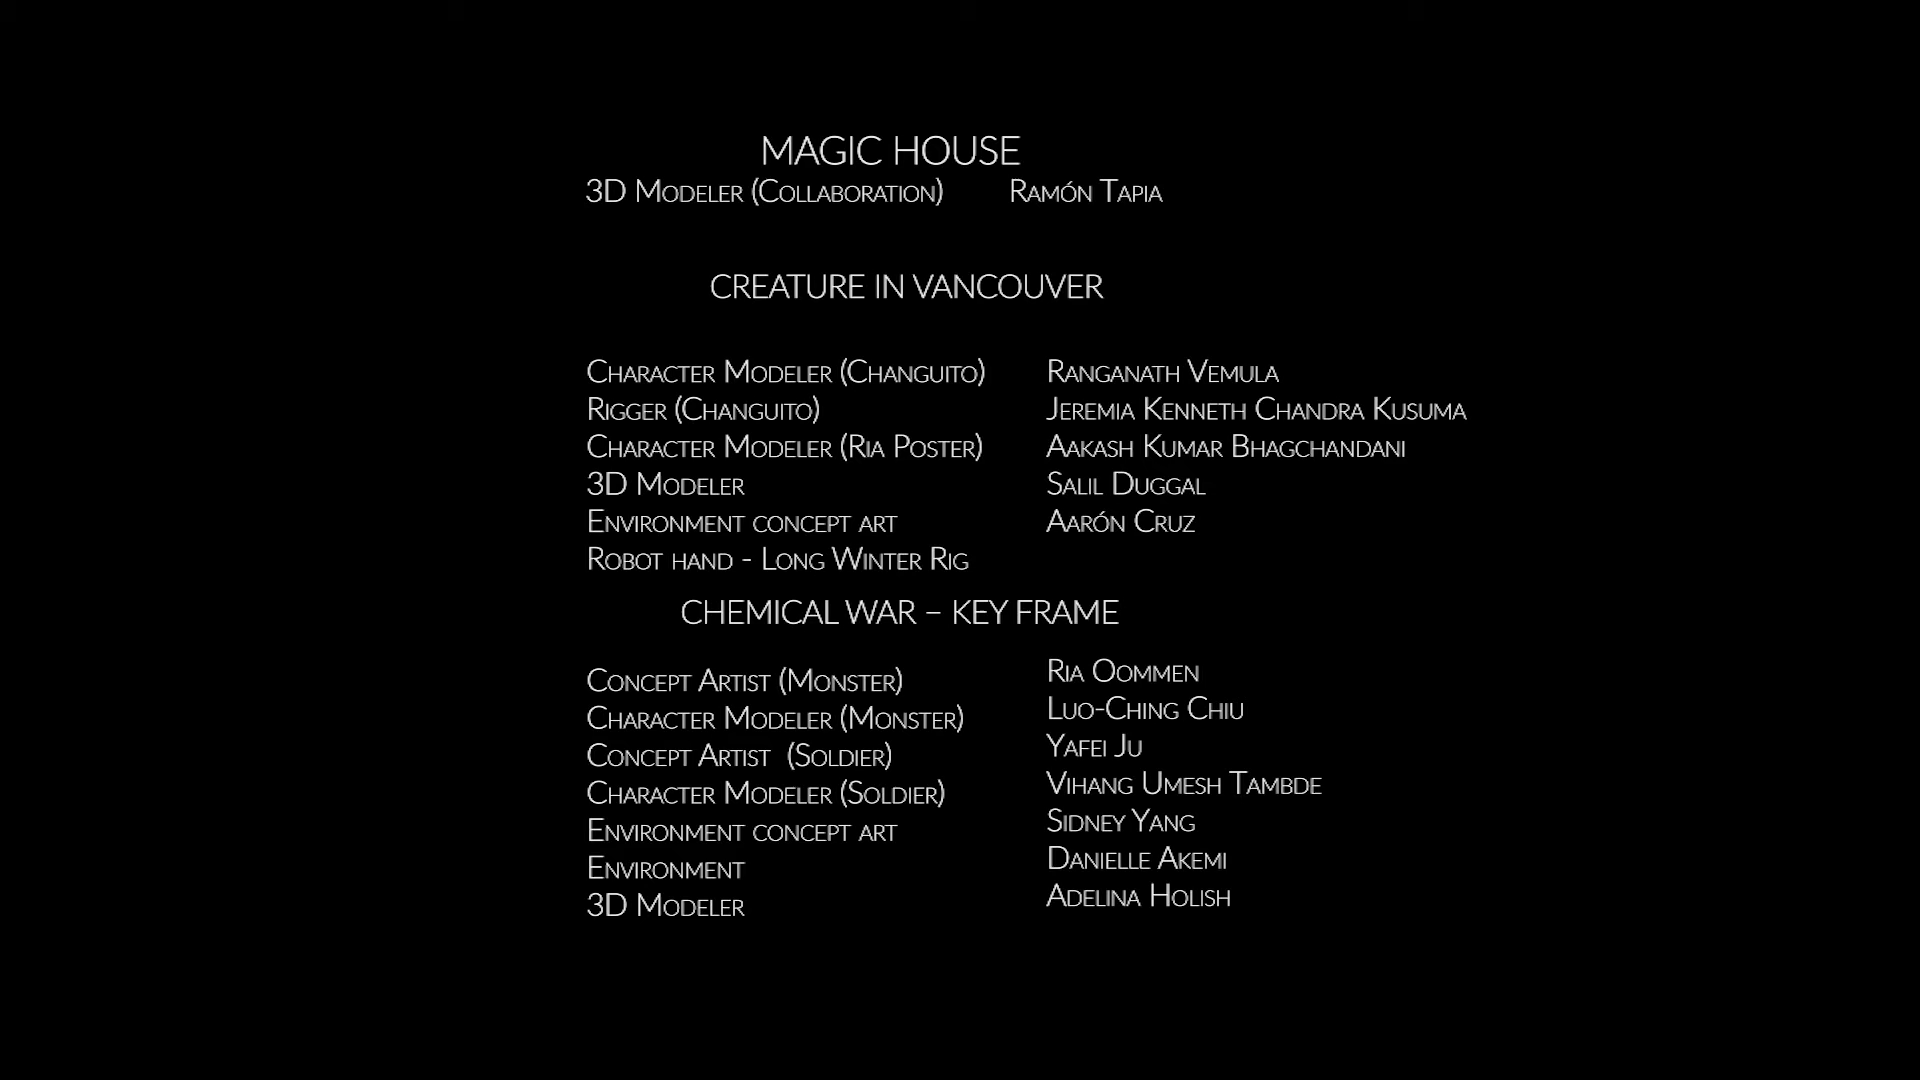 MAGIC HOUSE
3D Modeler (Collaboration) Ramón Tapia
CREATURE IN VANCOUVER
Character Modeler (Changuito) Ranganath Vemula
Rigger (Changuito) Jeremia Kenneth Chandra Kusuma
Character Modeler (Ria Poster) Aakash Kumar Bhagchandani
3D Modeler Salil Duggal
Environment concept art Aarón Cruz
Robot hand - Long Winter Rig
CHEMICAL WAR – KEY FRAME
Concept Artist (Monster) Ria Oommen
Character Modeler (Monster) Luo-Ching Chiu
Concept Artist (Soldier) Yafei Ju
Character Modeler (Soldier) Vihang Umesh Tambde
Environment concept art Sidney Yang
Environment Danielle Akemi
3D Modeler Adelina Holish